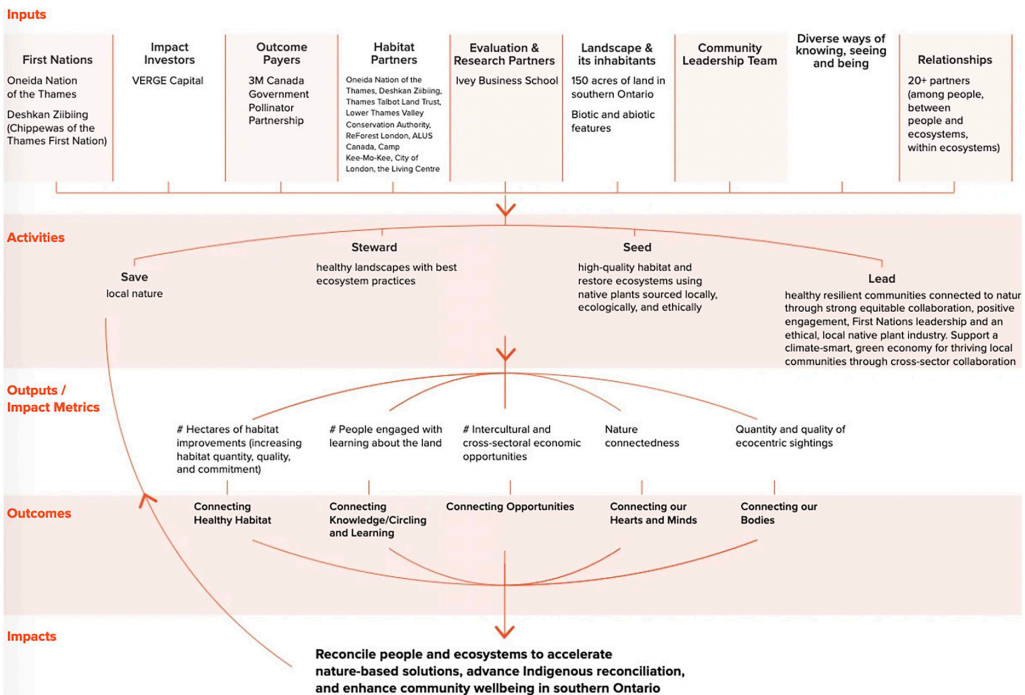 Inputs
First Nations
Oneida Nation
of the Thames
Deshkan Ziibiing
(Chippewas of the
Thames First Nation)
Impact
Investors
VERGE Capital
Outcome
Payers
3M Canada
Government
Pollinator
Partnership
Habitat
Partners
Oneida Nation of the
Thames, Deshkan Ziibiing,
Thames Talbot Land Trust,
Lower Thames Valley
Conservation Authority,
ReForest London, ALUS
Canada, Camp
Kee-Mo-Kee, City of
London, the Living Centre
Evaluation &
Research Partners
Ivey Business School
Landscape &
its inhabitants
150 acres of land in
southern Ontario
Biotic and abiotic
features
Community
Leadership Team
Diverse ways of
knowing, seeing
and being
Relationships
20+ partners
(among people,
between
people and
ecosystems,
within ecosystems)
Activities
Save
local nature
Steward
healthy landscapes with best
ecosystem practices
Seed
high-quality habitat and
restore ecosystems using
native plants sourced locally,
ecologically, and ethically
Lead
healthy resilient communities connected to natur
through strong equitable collaboration, positive
engagement, First Nations leadership and an
ethical, local native plant industry. Support a
climate-smart, green economy for thriving local
communities through cross-sector collaboration
Outputs /
Impact Metrics
# Hectares of habitat
improvements (increasing
habitat quantity, quality,
and commitment)
# People engaged with
learning about the land
# Intercultural and
cross-sectoral economic
opportunities
Nature
connectedness
Quantity and quality of
ecocentric sightings
Outcomes
Connecting
Healthy Habitat
Connecting
Knowledge/Circling
and Learning
Connecting Opportunities
Connecting our
Hearts and Minds
Connecting our
Bodies
Impacts
Reconcile people and ecosystems to accelerate
nature-based solutions, advance Indigenous reconciliation,
and enhance community wellbeing in southern Ontario